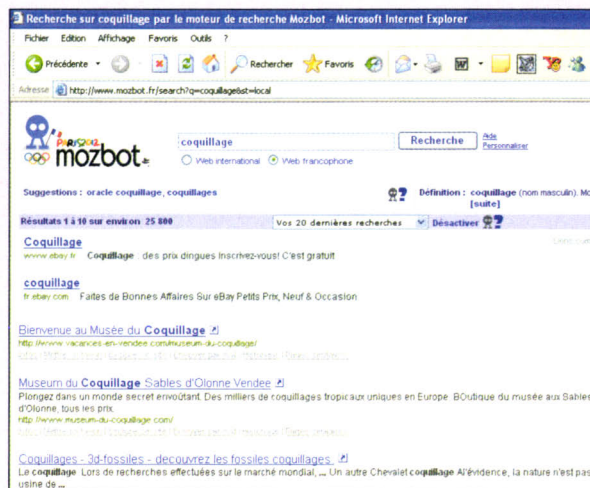 Recherche sur coquillage par le moteur de recherche Mozbot - Microsoft Internet Explorer
Fichier Edition Affichage Favoris Outils ?
Précédente Rechercher Favoris
Adresse http://www.mozbot.fr/search?q=coquillage&st=local
PARIS2012
mozbot.fr
coquillage Recherche Aide
Personnaliser
Web international Web francophone
Suggestions : oracle coquillage, coquillages Définition : coquillage (nom masculin). Mo
[suite]
Résultats 1 à 10 sur environ 25 800 Vos 20 dernières recherches Désactiver
Coquillage
www.ebay.fr Coquillage : des prix dingues Inscrivez-vous! C'est gratuit
coquillage
fr.ebay.com Faites de Bonnes Affaires Sur eBay Petits Prix, Neuf & Occasion
Bienvenue au Musée du Coquillage
http://www.vacances-en-vendee.com/museum-du-coquillage/
Museum du Coquillage Sables d'Olonne Vendee
Plongez dans un monde secret envoûtant. Des milliers de coquillages tropicaux uniques en Europe. BOutique du musée aux Sables
d'Olonne, tous les prix.
http://www.museum-du-coquillage.com/
Coquillages - 3d-fossiles - decouvrez les fossiles coquillages
Le coquillage Lors de recherches effectuées sur le marché mondial, ... Un autre Chevalet coquillage Al'évidence, la nature n'est pas
usine de ...